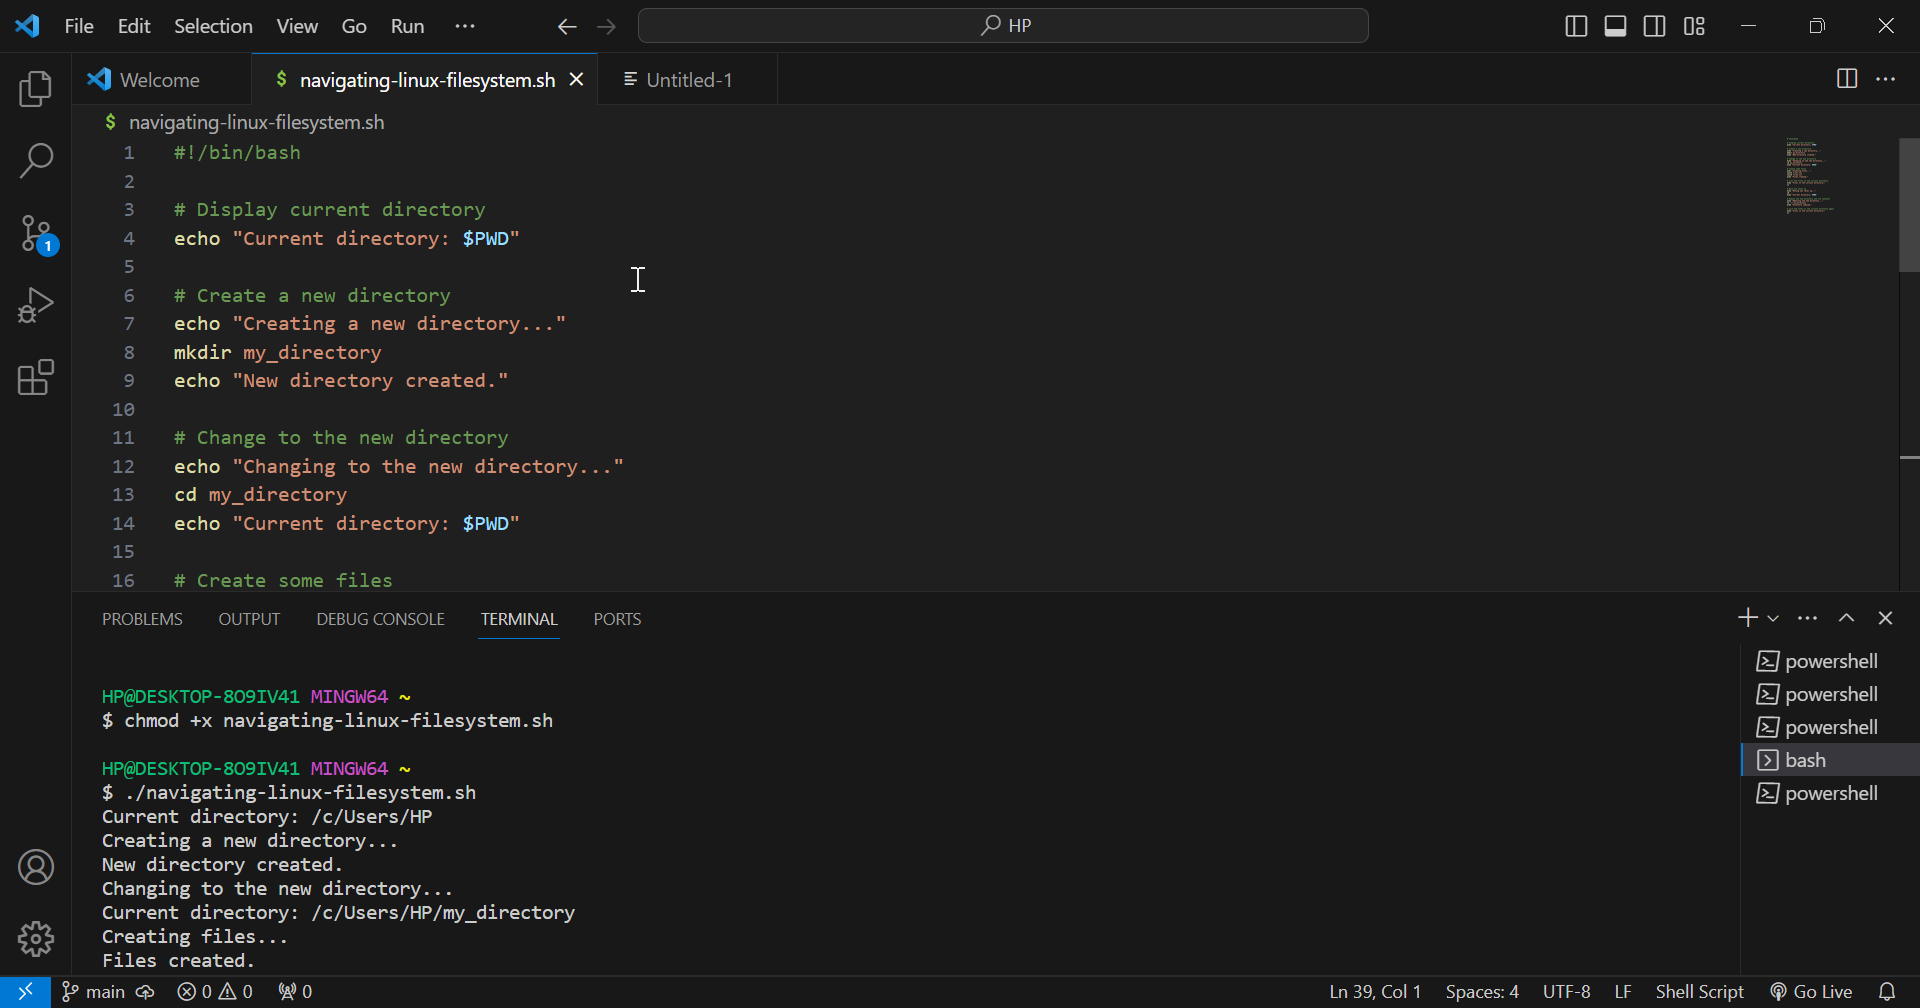 File Edit Selection View Go Run ···
HP
Welcome
$ navigating-linux-filesystem.sh
Untitled-1
$ navigating-linux-filesystem.sh
1 #!/bin/bash
2
3 # Display current directory
4 echo "Current directory: $PWD"
5
6 # Create a new directory
7 echo "Creating a new directory..."
8 mkdir my_directory
9 echo "New directory created."
10
11 # Change to the new directory
12 echo "Changing to the new directory..."
13 cd my_directory
14 echo "Current directory: $PWD"
15
16 # Create some files
1
PROBLEMS OUTPUT DEBUG CONSOLE TERMINAL PORTS
HP@DESKTOP-8O9IV41 MINGW64 ~
$ chmod +x navigating-linux-filesystem.sh
HP@DESKTOP-8O9IV41 MINGW64 ~
$ ./navigating-linux-filesystem.sh
Current directory: /c/Users/HP
Creating a new directory...
New directory created.
Changing to the new directory...
Current directory: /c/Users/HP/my_directory
Creating files...
Files created.
powershell
powershell
powershell
bash
powershell
main 0 0 0 Ln 39, Col 1 Spaces: 4 UTF-8 LF Shell Script Go Live